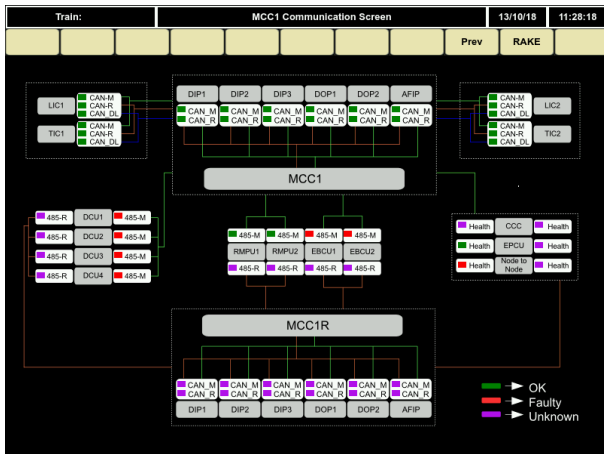 Train: MCC1 Communication Screen 13/10/18 11:28:18
Prev RAKE
DIP1 DIP2 DIP3 DOP1 DOP2 AFIP
CAN_M CAN_M CAN_M CAN_M CAN_M CAN_M
CAN_R CAN_R CAN_R CAN_R CAN_R CAN_R
LIC1 CAN-M CAN-R CAN_DL
TIC1 CAN-M CAN-R CAN_DL
CAN-M CAN-R CAN_DL LIC2
CAN-M CAN-R CAN_DL TIC2
MCC1
485-R DCU1 485-M
485-R DCU2 485-M
485-R DCU3 485-M
485-R DCU4 485-M
485-M 485-M 485-M 485-M
RMPU1 RMPU2 EBCU1 EBCU2
485-R 485-R 485-R 485-R
Health CCC Health
Health EPCU Health
Health Node to Node Health
MCC1R
CAN_M CAN_M CAN_M CAN_M CAN_M CAN_M
CAN_R CAN_R CAN_R CAN_R CAN_R CAN_R
DIP1 DIP2 DIP3 DOP1 DOP2 AFIP
OK
Faulty
Unknown